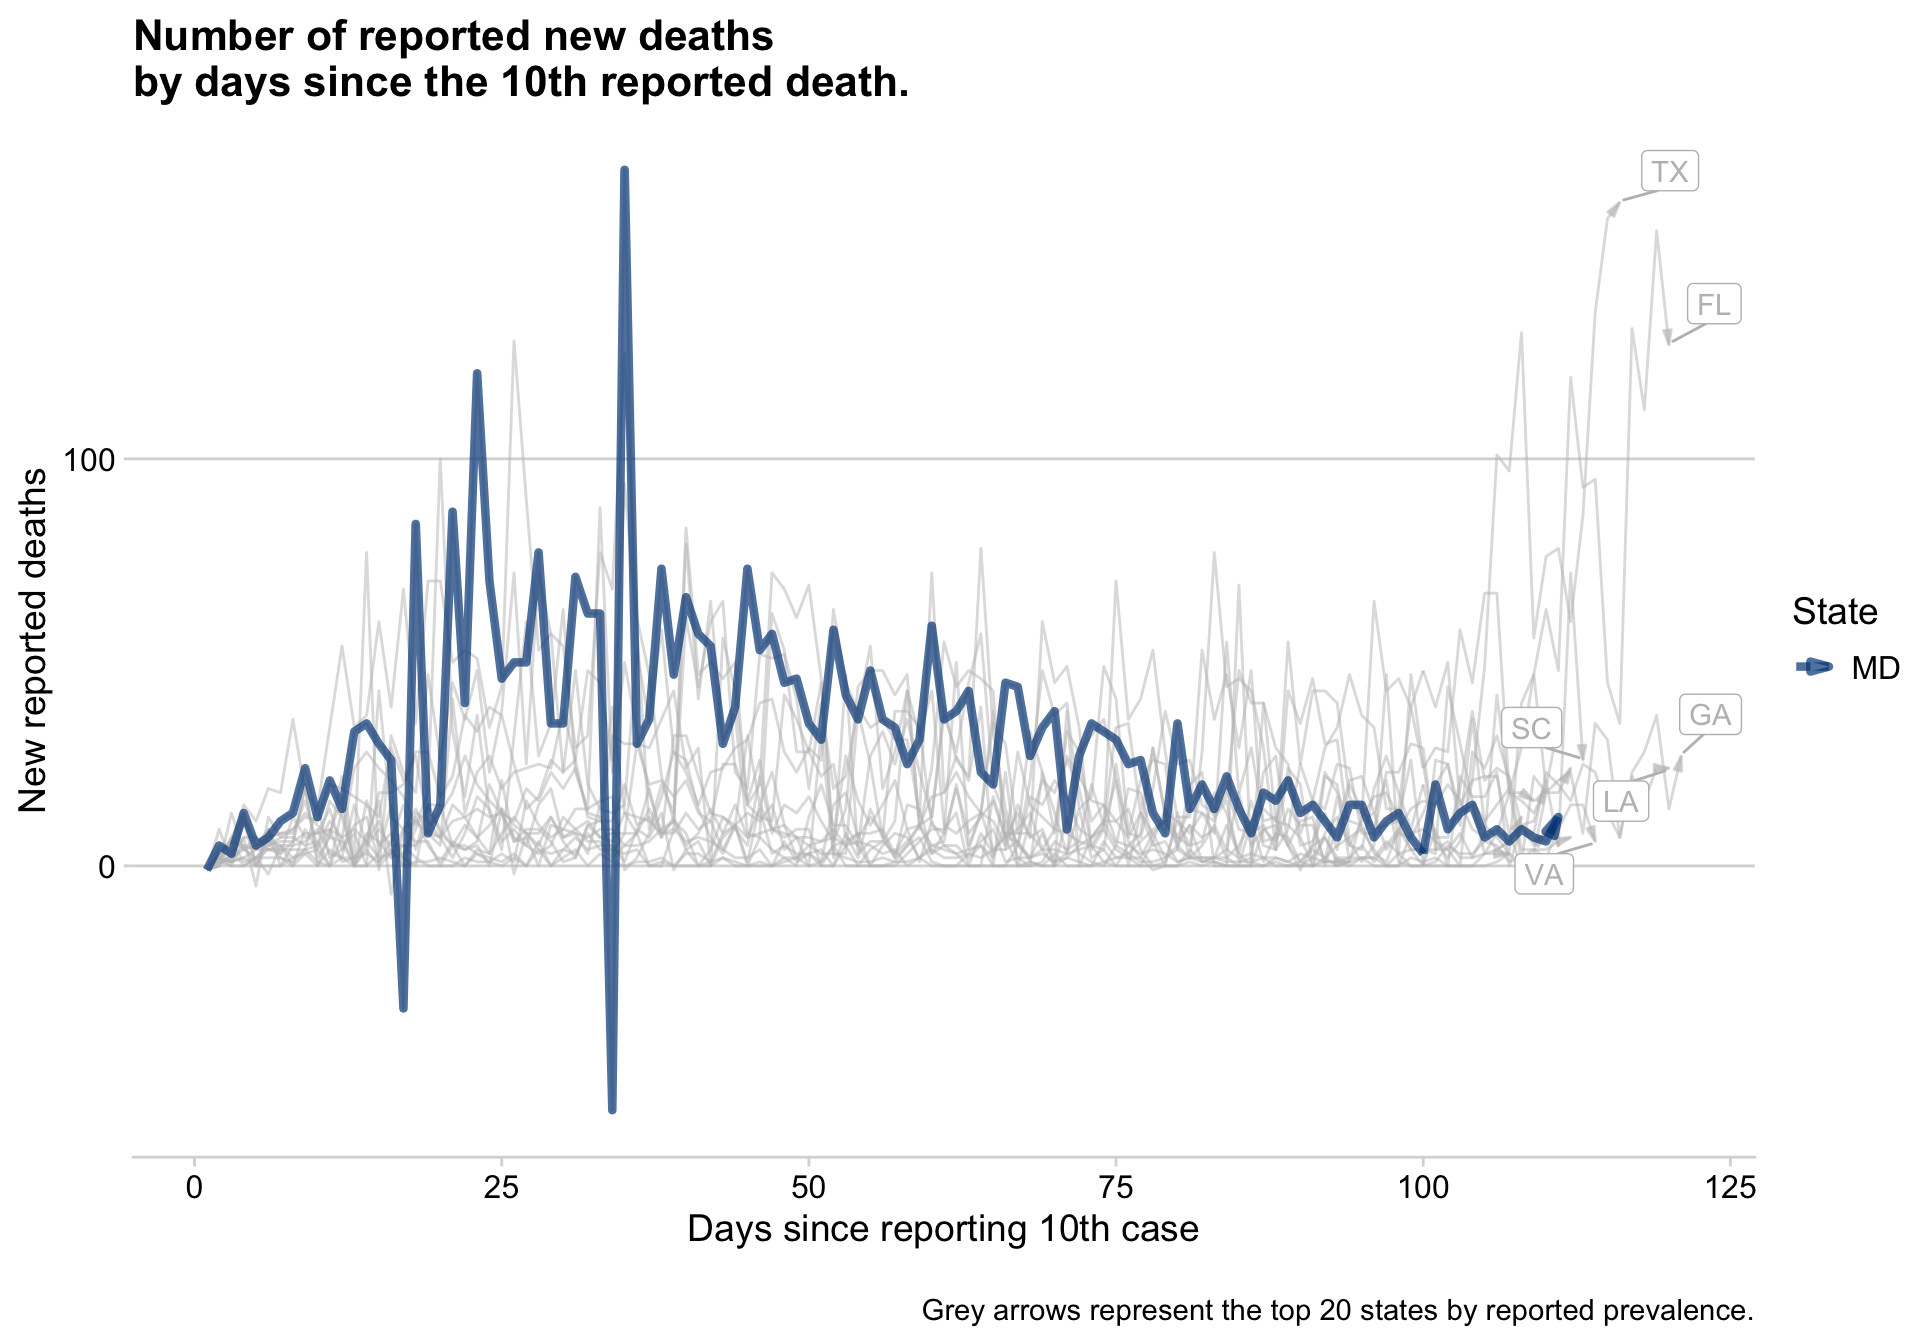 Number of reported new deaths
by days since the 10th reported death.
TX
FL
100
New reported deaths
State
MD
SC
GA
LA
0
VA
0 25 50 75 100 125
Days since reporting 10th case
Grey arrows represent the top 20 states by reported prevalence.